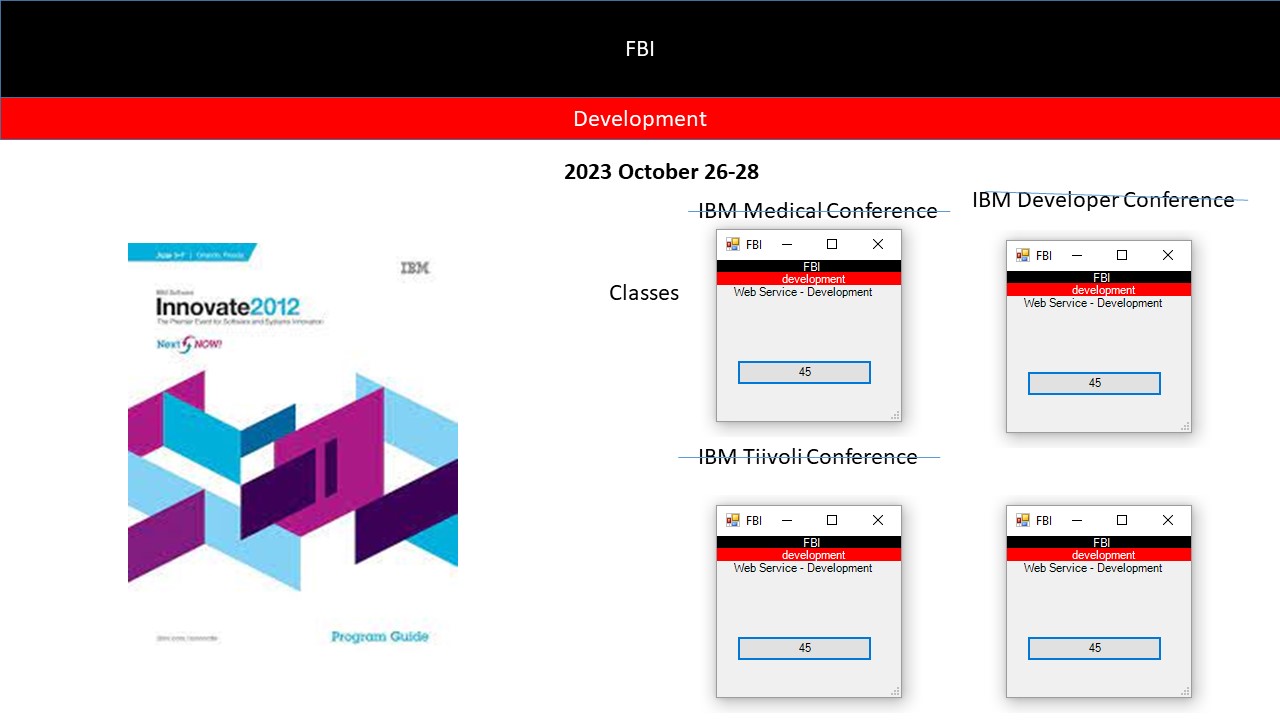 FBI
Development
2023 October 26-28
IBM Medical Conference
IBM Developer Conference
June 3-7 | Orlando, Florida
IBM
IBM Software
Innovate2012
The Premier Event for Software and Systems Innovation
Next NOW!
Program Guide
Classes
FBI
FBI
development
Web Service - Development
45
FBI
FBI
development
Web Service - Development
45
IBM Tiivoli Conference
FBI
FBI
development
Web Service - Development
45
FBI
FBI
development
Web Service - Development
45